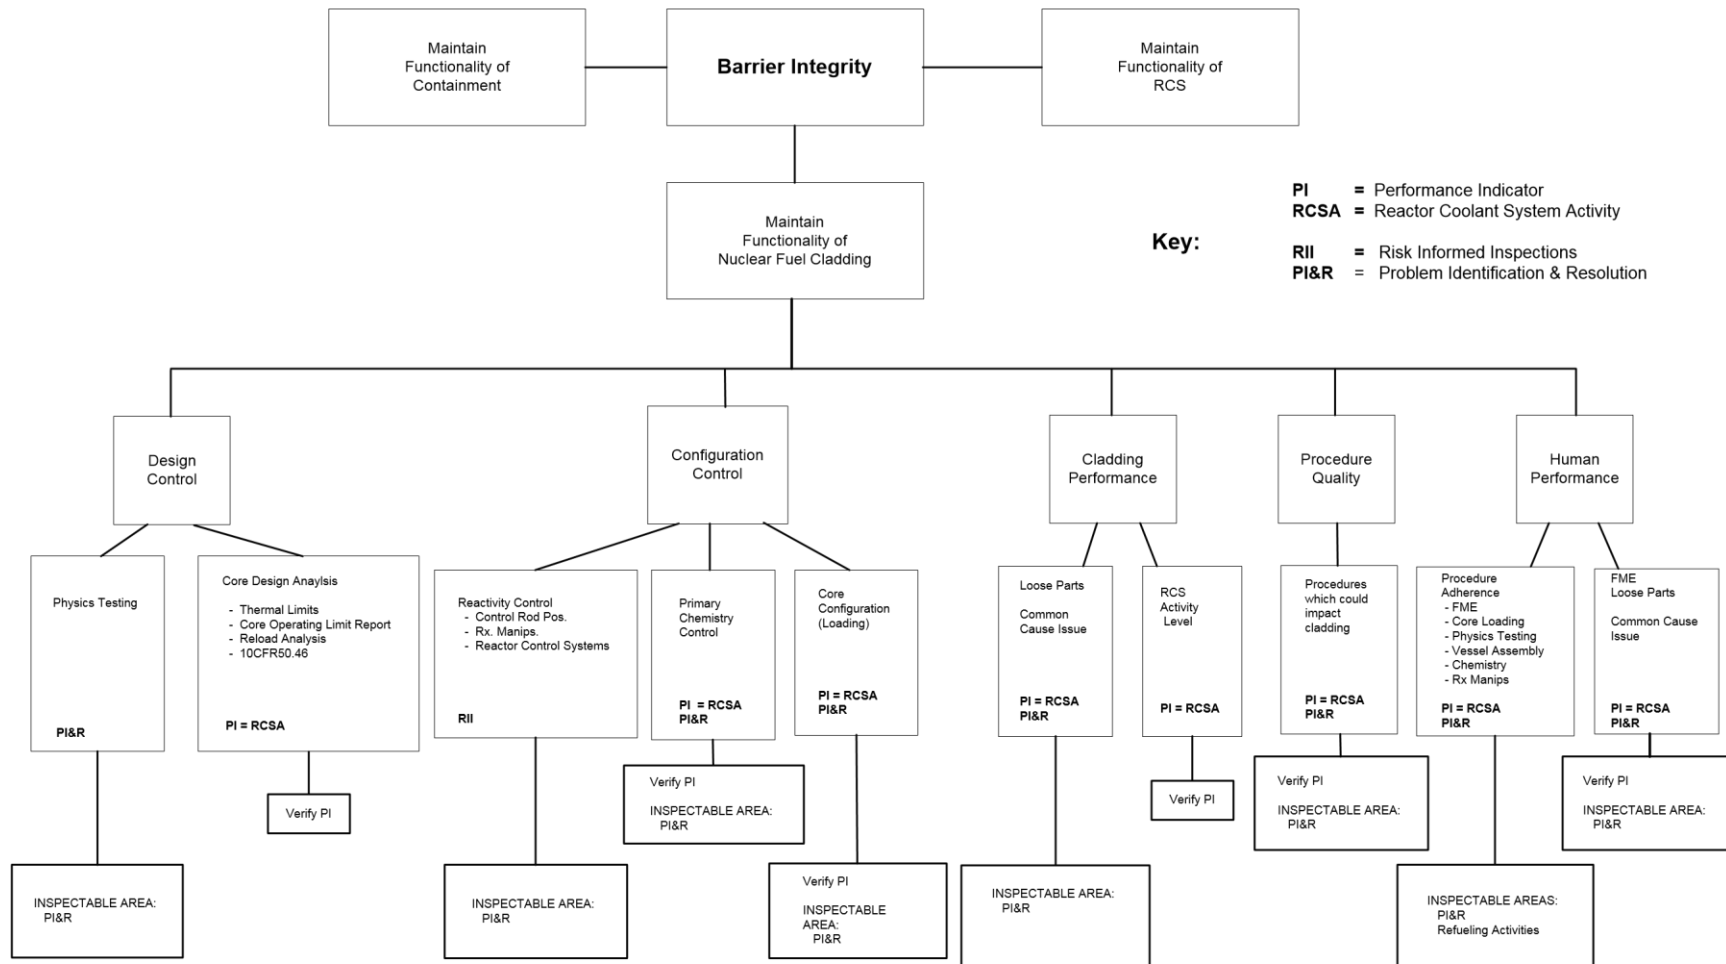 Maintain
Functionality of
Containment
Barrier Integrity
Maintain
Functionality of
RCS
Maintain
Functionality of
Nuclear Fuel Cladding
Key:
PI = Performance Indicator
RCSA = Reactor Coolant System Activity
RII = Risk Informed Inspections
PI&R = Problem Identification & Resolution
Design
Control
Configuration
Control
Cladding
Performance
Procedure
Quality
Human
Performance
Physics Testing
PI&R
Core Design Anaylsis
- Thermal Limits
- Core Operating Limit Report
- Reload Analysis
- 10CFR50.46
PI = RCSA
Reactivity Control
- Control Rod Pos.
- Rx. Manips.
- Reactor Control Systems
RII
Primary
Chemistry
Control
PI = RCSA
PI&R
Core
Configuration
(Loading)
PI = RCSA
PI&R
Loose Parts
Common
Cause Issue
PI = RCSA
PI&R
RCS
Activity
Level
PI = RCSA
Procedures
which could
impact
cladding
PI = RCSA
PI&R
Procedure
Adherence
- FME
- Core Loading
- Physics Testing
- Vessel Assembly
- Chemistry
- Rx Manips
PI = RCSA
PI&R
FME
Loose Parts
Common Cause
Issue
PI = RCSA
PI&R
INSPECTABLE AREA:
PI&R
Verify PI
INSPECTABLE AREA:
PI&R
Verify PI
INSPECTABLE AREA:
PI&R
Verify PI
INSPECTABLE
AREA:
PI&R
INSPECTABLE AREA:
PI&R
Verify PI
Verify PI
INSPECTABLE AREA:
PI&R
INSPECTABLE AREAS:
PI&R
Refueling Activities
Verify PI
INSPECTABLE AREA:
PI&R